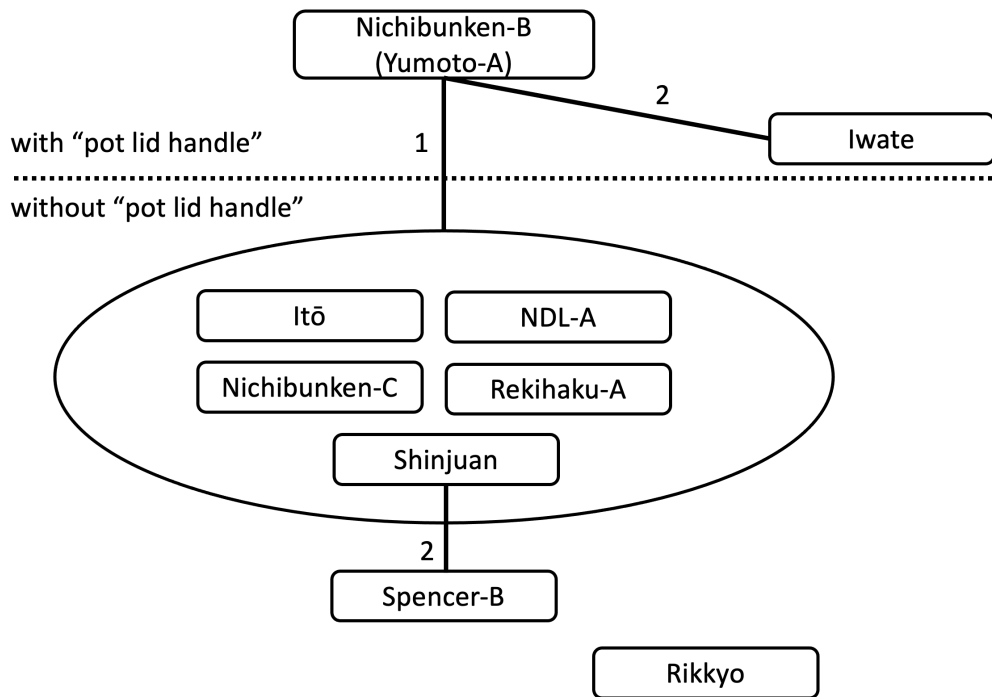 Nichibunken-B
(Yumoto-A)
2
Iwate
with “pot lid handle”
1
without “pot lid handle”
Itō
NDL-A
Nichibunken-C
Rekihaku-A
Shinjuan
2
Spencer-B
Rikkyo